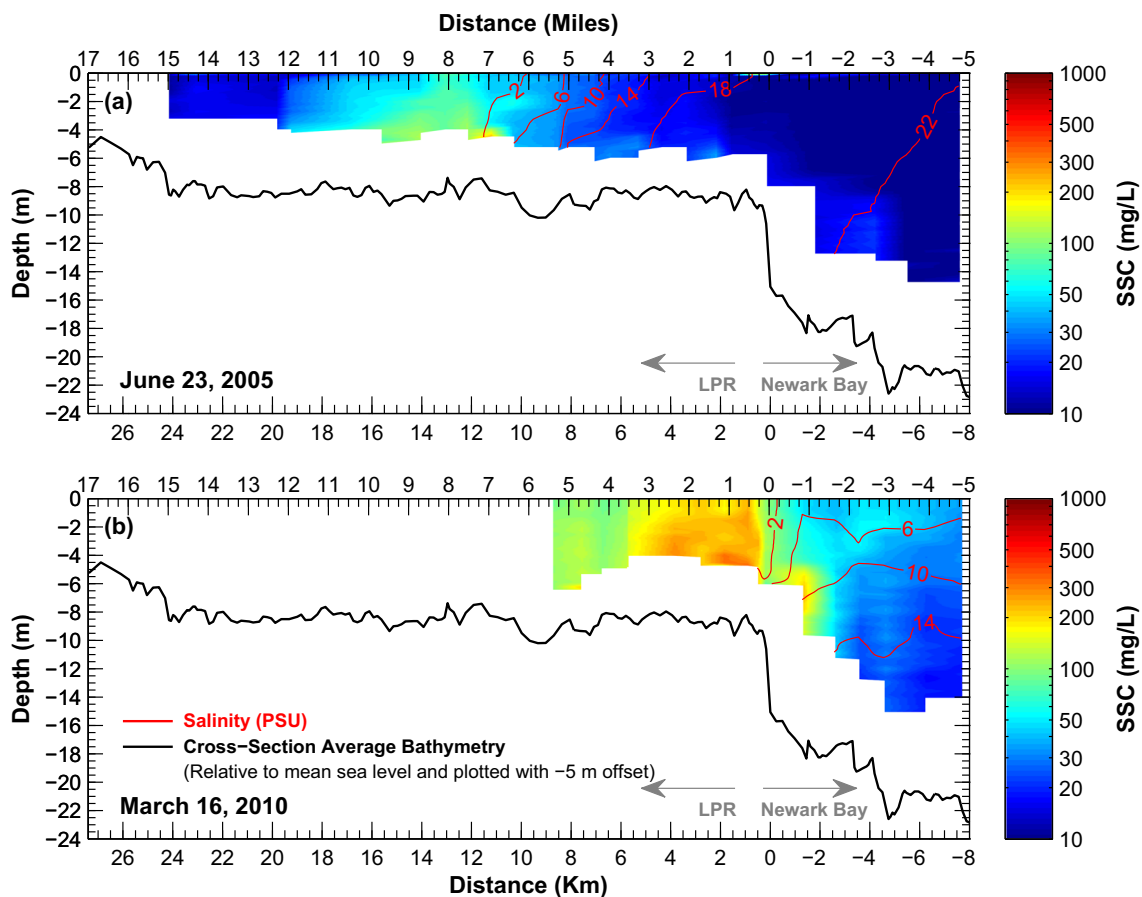 Distance (Miles)
17 16 15 14 13 12 11 10 9 8 7 6 5 4 3 2 1 0 −1 −2 −3 −4 −5
0
−2
−4
−6
−8
−10
−12
−14
−16
−18
−20
−22
−24
Depth (m)
(a)
2
6
10
14
18
22
LPR
Newark Bay
June 23, 2005
26 24 22 20 18 16 14 12 10 8 6 4 2 0 −2 −4 −6 −8
1000
500
300
200
100
50
30
20
10
SSC (mg/L)
17 16 15 14 13 12 11 10 9 8 7 6 5 4 3 2 1 0 −1 −2 −3 −4 −5
0
−2
−4
−6
−8
−10
−12
−14
−16
−18
−20
−22
−24
Depth (m)
(b)
2
6
10
14
Salinity (PSU)
Cross−Section Average Bathymetry
(Relative to mean sea level and plotted with −5 m offset)
LPR
Newark Bay
March 16, 2010
26 24 22 20 18 16 14 12 10 8 6 4 2 0 −2 −4 −6 −8
Distance (Km)
1000
500
300
200
100
50
30
20
10
SSC (mg/L)